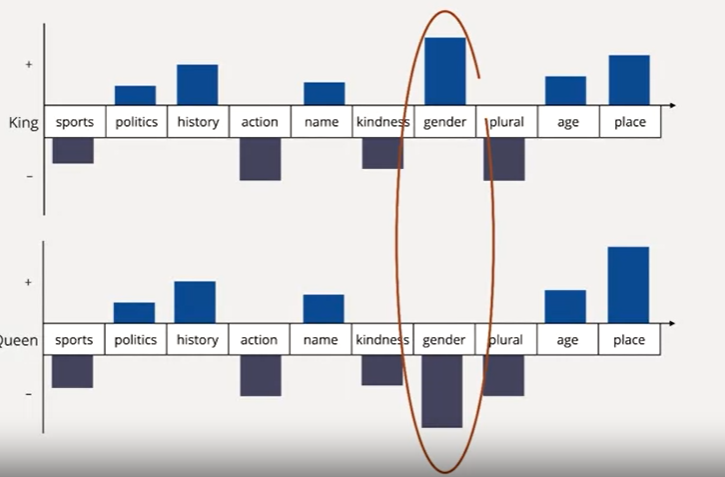 +
King sports politics history action name kindness gender plural age place
–
+
Queen sports politics history action name kindness gender plural age place
–